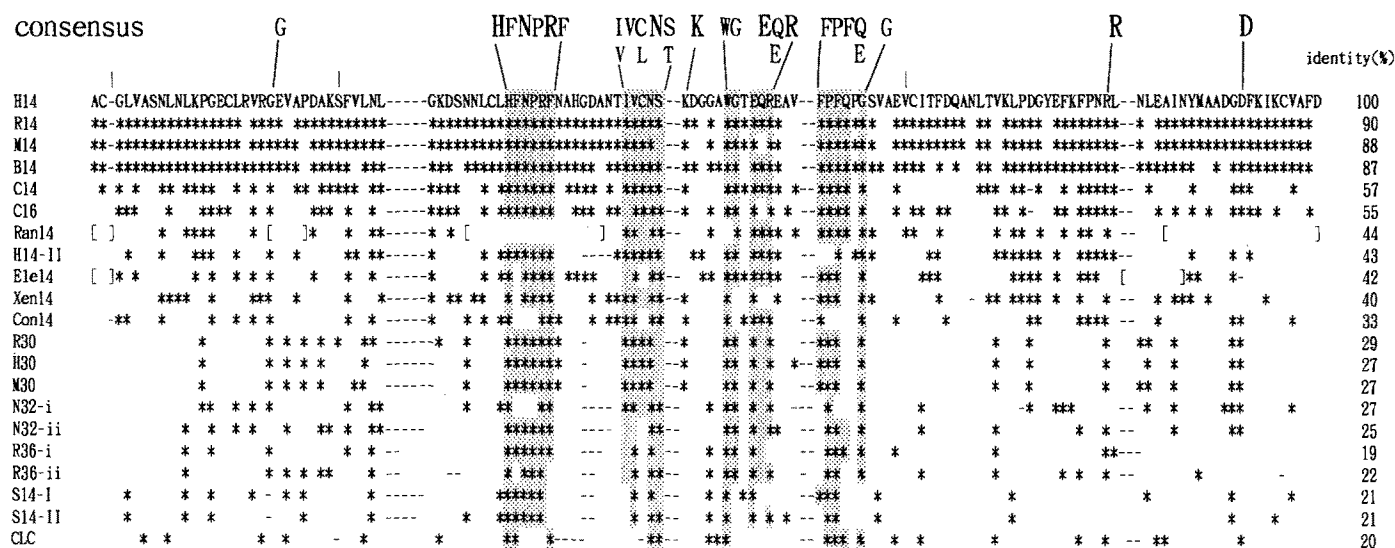 consensus G HFNPRF IVCNS K WG EQR FPFQ G R D
V L T E E
identity(%)
H14 AC-GLVASNLNLKPGECLRVRGEVAPDAKSFVLNL-----GKDSNNLCLHFNPRFNAHGDANTIVCNS--KDGGAWGTEQREAV--FPFQPGSVAEVCITFDQANLTVKLPDGYEFKFPNRL--NLEAINYMAADGDFKIKCVAFD 100
R14 90
M14 88
B14 87
C14 57
C16 55
Ran14 [ ] [ ] [ ] [ ] 44
H14-II 43
Ele14 [ ] [ ] 42
Xen14 40
Con14 33
R30 29
H30 27
M30 27
N32-i 27
N32-ii 25
R36-i 19
R36-ii 22
S14-I 21
S14-II 21
CLC 20